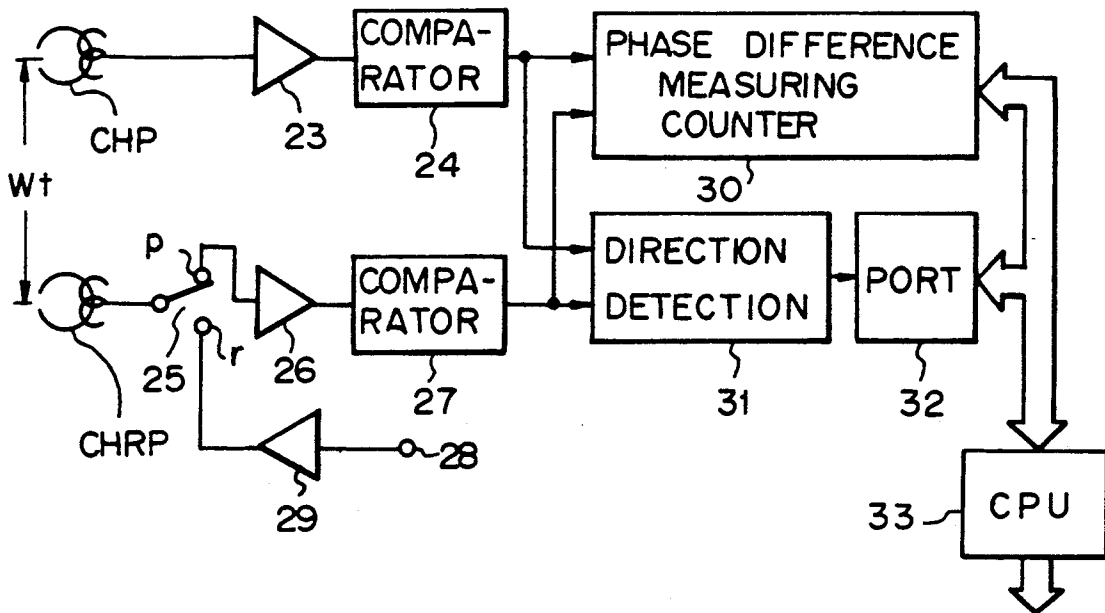 COMPA-
RATOR
PHASE DIFFERENCE
MEASURING
COUNTER
23
24
30
CHP
Wt
p
r
25
26
COMPA-
RATOR
27
DIRECTION
DETECTION
31
PORT
32
CHRP
29
28
33
CPU